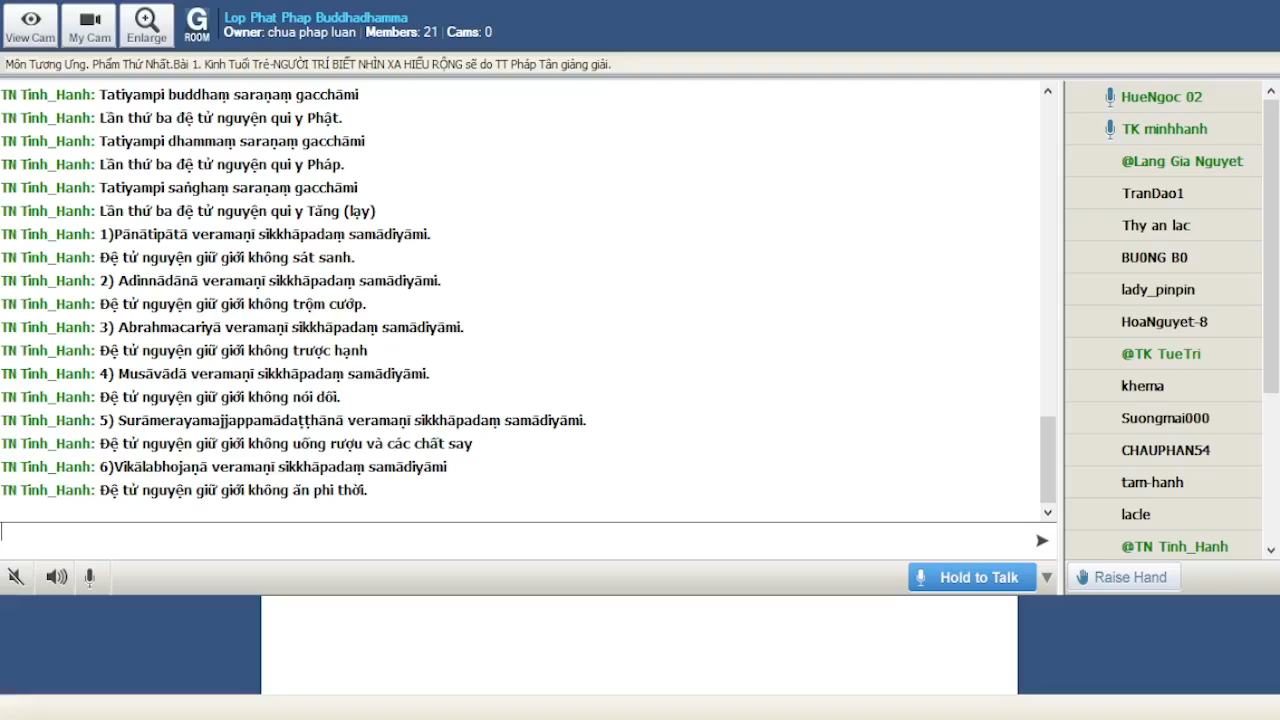 View Cam
My Cam
Enlarge
G ROOM
Lop Phat Phap Buddhadhamma
Owner: chua phap luan | Members: 21 | Cams: 0
Môn Tương Ưng. Phẩm Thứ Nhất.Bài 1. Kinh Tuổi Trẻ-NGƯỜI TRÍ BIẾT NHÌN XA HIỂU RỘNG sẽ do TT Pháp Tân giảng giải.
TN Tinh_Hanh: Tatiyampi buddhaṃ saraṇaṃ gacchāmi
TN Tinh_Hanh: Lần thứ ba đệ tử nguyện qui y Phật.
TN Tinh_Hanh: Tatiyampi dhammaṃ saraṇaṃ gacchāmi
TN Tinh_Hanh: Lần thứ ba đệ tử nguyện qui y Pháp.
TN Tinh_Hanh: Tatiyampi saṅghaṃ saraṇaṃ gacchāmi
TN Tinh_Hanh: Lần thứ ba đệ tử nguyện qui y Tăng (lạy)
TN Tinh_Hanh: 1)Pānātipātā veramaṇī sikkhāpadaṃ samādiyāmi.
TN Tinh_Hanh: Đệ tử nguyện giữ giới không sát sanh.
TN Tinh_Hanh: 2) Adinnādānā veramaṇī sikkhāpadaṃ samādiyāmi.
TN Tinh_Hanh: Đệ tử nguyện giữ giới không trộm cướp.
TN Tinh_Hanh: 3) Abrahmacariyā veramaṇī sikkhāpadaṃ samādiyāmi.
TN Tinh_Hanh: Đệ tử nguyện giữ giới không trược hạnh
TN Tinh_Hanh: 4) Musāvādā veramaṇī sikkhāpadaṃ samādiyāmi.
TN Tinh_Hanh: Đệ tử nguyện giữ giới không nói dối.
TN Tinh_Hanh: 5) Surāmerayamajjappamādaṭṭhānā veramaṇī sikkhāpadaṃ samādiyāmi.
TN Tinh_Hanh: Đệ tử nguyện giữ giới không uống rượu và các chất say
TN Tinh_Hanh: 6)Vikālabhojaṇā veramaṇī sikkhāpadaṃ samādiyāmi
TN Tinh_Hanh: Đệ tử nguyện giữ giới không ăn phi thời.
Hold to Talk
HueNgoc 02
TK minhhanh
@Lang Gia Nguyet
TranDao1
Thy an lac
BU0NG B0
lady_pinpin
HoaNguyet-8
@TK TueTri
khema
Suongmai000
CHAUPHAN54
tam-hanh
lacle
@TN Tinh_Hanh
Raise Hand